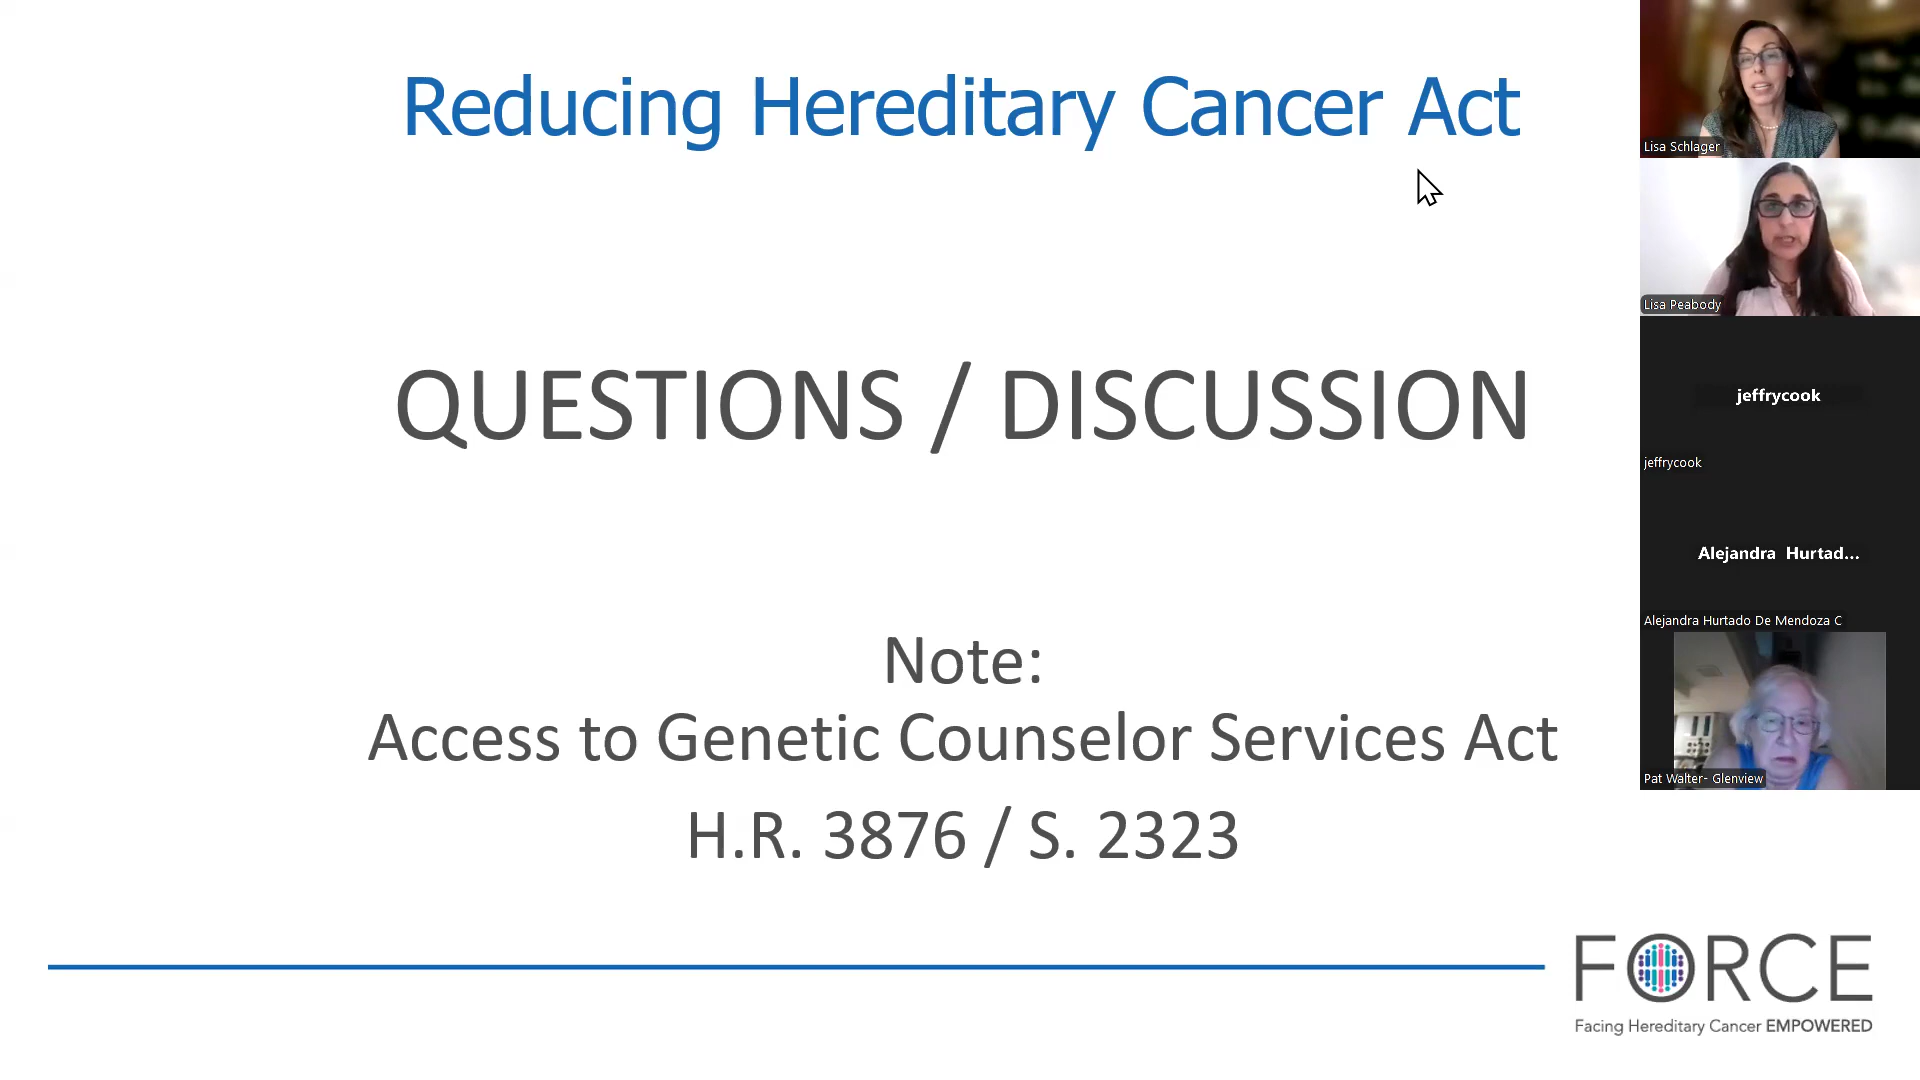 Reducing Hereditary Cancer Act
QUESTIONS / DISCUSSION
Note:
Access to Genetic Counselor Services Act
H.R. 3876 / S. 2323
FORCE
Facing Hereditary Cancer EMPOWERED
Lisa Schlager
Lisa Peabody
jeffrycook
jeffrycook
Alejandra Hurtad...
Alejandra Hurtado De Mendoza C
Pat Walter- Glenview